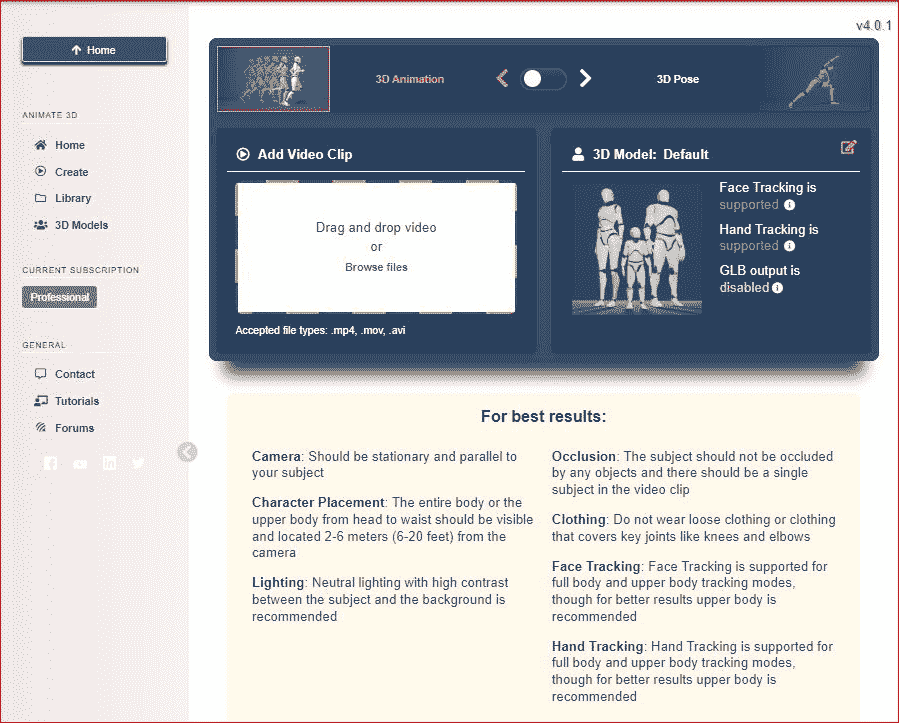 v4.0.1
Home
ANIMATE 3D
Home
Create
Library
3D Models
CURRENT SUBSCRIPTION
Professional
GENERAL
Contact
Tutorials
Forums
3D Animation
3D Pose
Add Video Clip
Drag and drop video
or
Browse files
Accepted file types: .mp4, .mov, .avi
3D Model: Default
Face Tracking is
supported
Hand Tracking is
supported
GLB output is
disabled
For best results:
Camera: Should be stationary and parallel to
your subject
Character Placement: The entire body or the
upper body from head to waist should be visible
and located 2-6 meters (6-20 feet) from the
camera
Lighting: Neutral lighting with high contrast
between the subject and the background is
recommended
Occlusion: The subject should not be occluded
by any objects and there should be a single
subject in the video clip
Clothing: Do not wear loose clothing or clothing
that covers key joints like knees and elbows
Face Tracking: Face Tracking is supported for
full body and upper body tracking modes,
though for better results upper body is
recommended
Hand Tracking: Hand Tracking is supported for
full body and upper body tracking modes,
though for better results upper body is
recommended